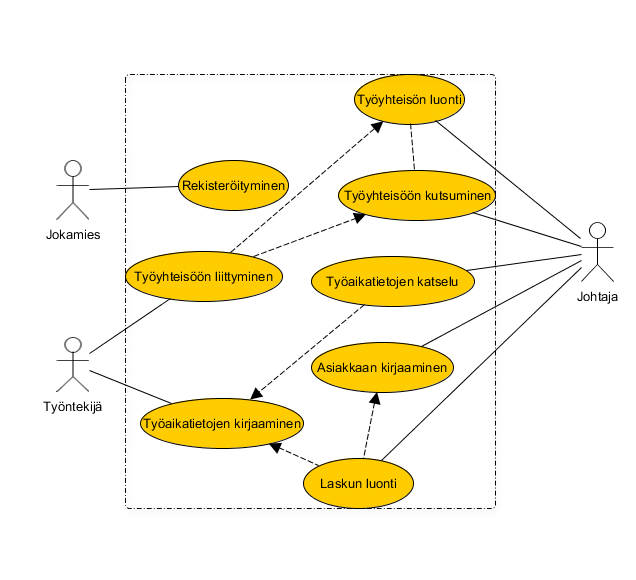 Työyhteisön luonti
Rekisteröityminen
Työyhteisöön kutsuminen
Jokamies
Työyhteisöön liittyminen
Työaikatietojen katselu
Johtaja
Asiakkaan kirjaaminen
Työntekijä
Työaikatietojen kirjaaminen
Laskun luonti